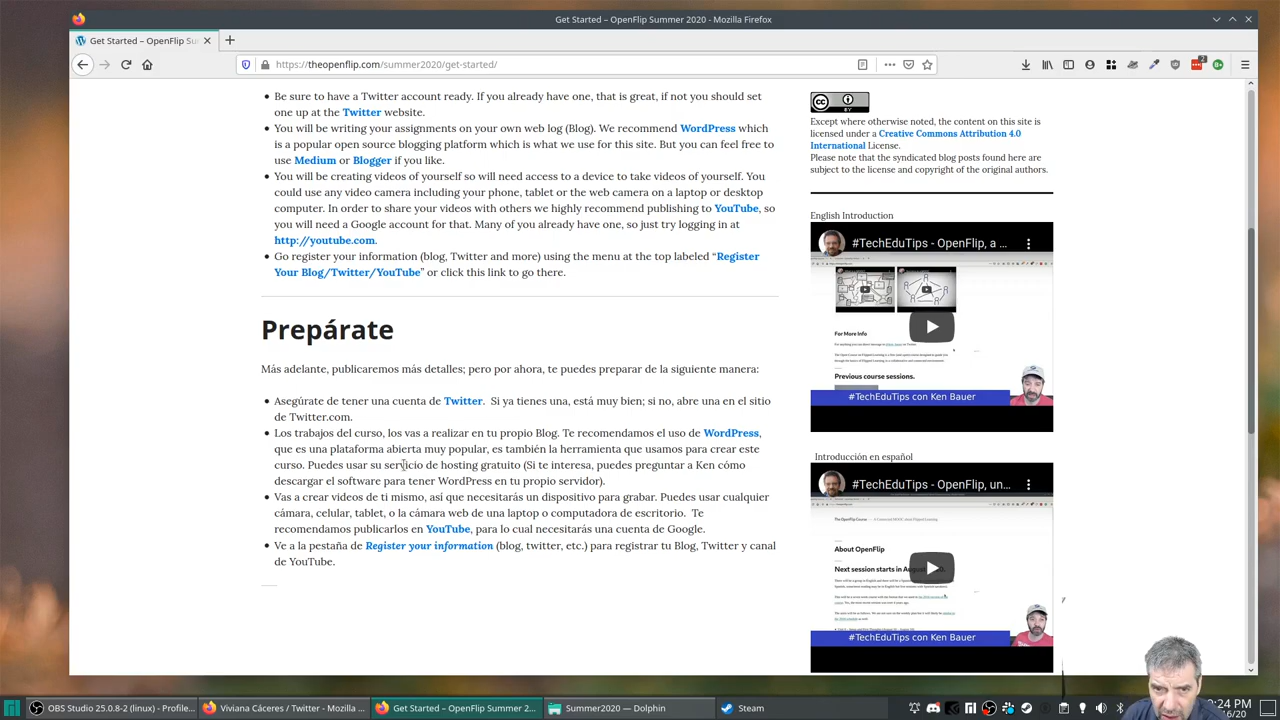 Get Started – OpenFlip Summer 2020 - Mozilla Firefox
Get Started – OpenFlip Su
https://theopenflip.com/summer2020/get-started/
Be sure to have a Twitter account ready. If you already have one, that is great, if not you should set
one up at the Twitter website.
You will be writing your assignments on your own web log (Blog). We recommend WordPress which
is a popular open source blogging platform which is what we use for this site. But you can feel free to
use Medium or Blogger if you like.
You will be creating videos of yourself so will need access to a device to take videos of yourself. You
could use any video camera including your phone, tablet or the web camera on a laptop or desktop
computer. In order to share your videos with others we highly recommend publishing to YouTube, so
you will need a Google account for that. Many of you already have one, so just try logging in at
http://youtube.com.
Go register your information (blog, Twitter and more) using the menu at the top labeled “Register
Your Blog/Twitter/YouTube” or click this link to go there.
Prepárate
Más adelante, publicaremos más detalles; pero por ahora, te puedes preparar de la siguiente manera:
Asegúrate de tener una cuenta de Twitter. Si ya tienes una, está muy bien; si no, abre una en el sitio
de Twitter.com.
Los trabajos del curso, los vas a realizar en tu propio Blog. Te recomendamos el uso de WordPress,
que es una plataforma abierta muy popular, es también la herramienta que usamos para crear este
curso. Puedes usar su servicio de hosting gratuito (Si te interesa, puedes preguntar a Ken cómo
descargar el software para tener WordPress en tu propio servidor).
Vas a crear videos de ti mismo, así que necesitarás un dispositivo para grabar. Puedes usar cualquier
cámara, celular, tablet, o la cámara web de una laptop o computadora de escritorio. Te
recomendamos publicarlos en YouTube, para lo cual necesitarás una cuenta de Google.
Ve a la pestaña de Register your information (blog, twitter, etc.) para registrar tu Blog, Twitter y canal
de YouTube.
CC BY
Except where otherwise noted, the content on this site is
licensed under a Creative Commons Attribution 4.0
International License.
Please note that the syndicated blog posts found here are
subject to the license and copyright of the original authors.
English Introduction
#TechEduTips - OpenFlip, a ...
For More Info
Previous course sessions.
#TechEduTips con Ken Bauer
Introducción en español
#TechEduTips - OpenFlip, un...
The OpenFlip Course
About OpenFlip
Next session starts in August
#TechEduTips con Ken Bauer
OBS Studio 25.0.8-2 (linux) - Profile...
Viviana Cáceres / Twitter - Mozilla ...
Get Started – OpenFlip Summer 2...
Summer2020 — Dolphin
Steam
:24 PM
6/20